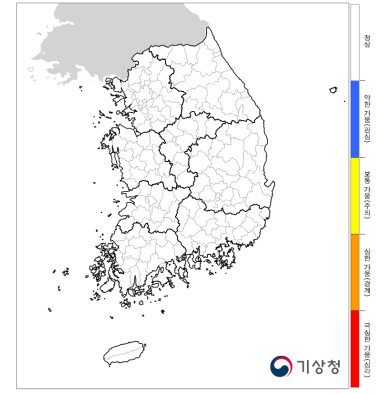 정상
약한 가뭄(관심)
보통 가뭄(주의)
심한 가뭄(경계)
극심한 가뭄(심각)
기상청